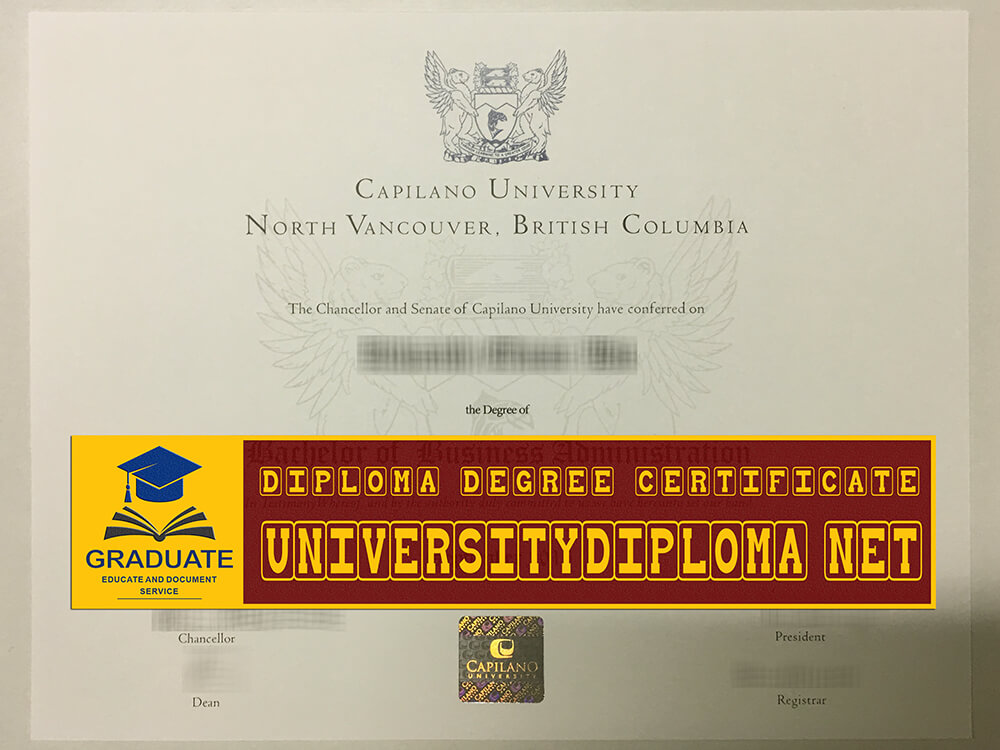 CAPILANO UNIVERSITY
NORTH VANCOUVER, BRITISH COLUMBIA
The Chancellor and Senate of Capilano University have conferred on
the Degree of
Bachelor of Business Administration
DIPLOMA DEGREE CERTIFICATE
UNIVERSITYDIPLOMA NET
GRADUATE
EDUCATE AND DOCUMENT
SERVICE
Chancellor
President
CAPILANO
UNIVERSITY
Dean
Registrar